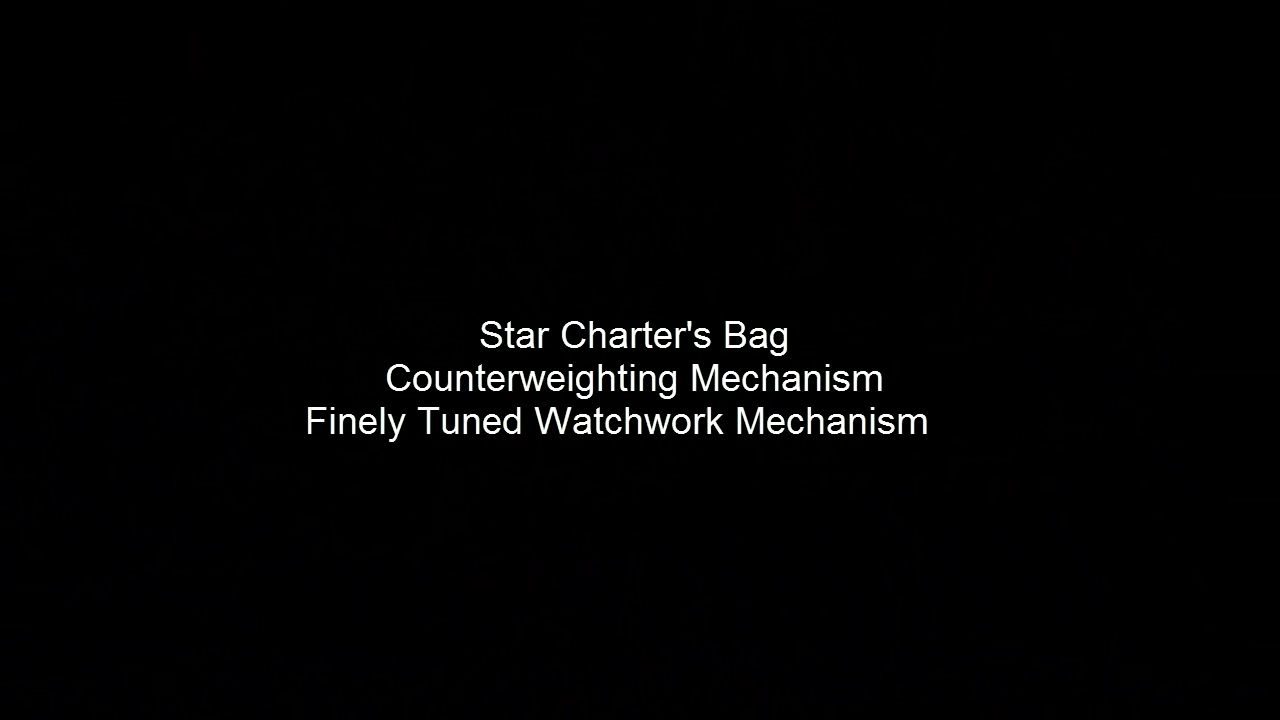 Star Charter's Bag
Counterweighting Mechanism
Finely Tuned Watchwork Mechanism